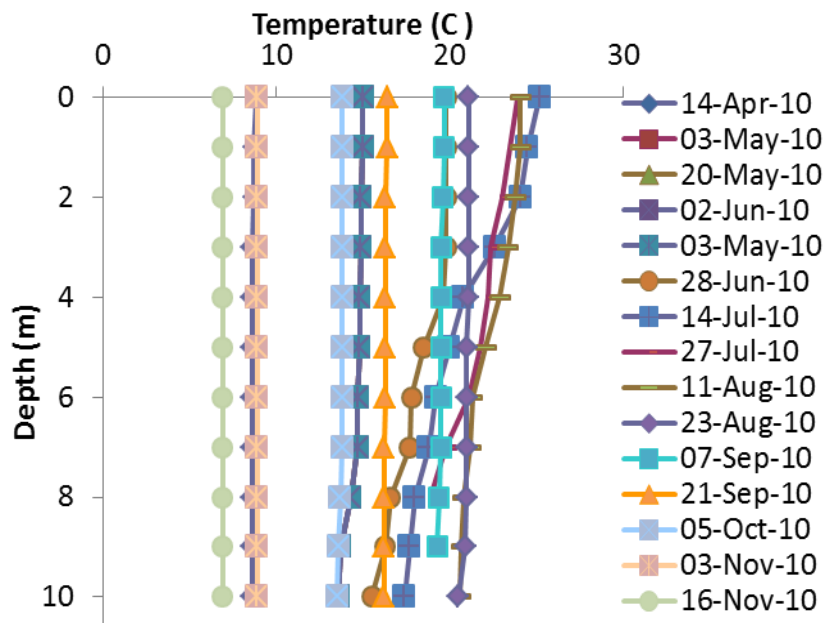 Temperature (C )
0 10 20 30
0
2
4
6
8
10
Depth (m)
14-Apr-10
03-May-10
20-May-10
02-Jun-10
03-May-10
28-Jun-10
14-Jul-10
27-Jul-10
11-Aug-10
23-Aug-10
07-Sep-10
21-Sep-10
05-Oct-10
03-Nov-10
16-Nov-10